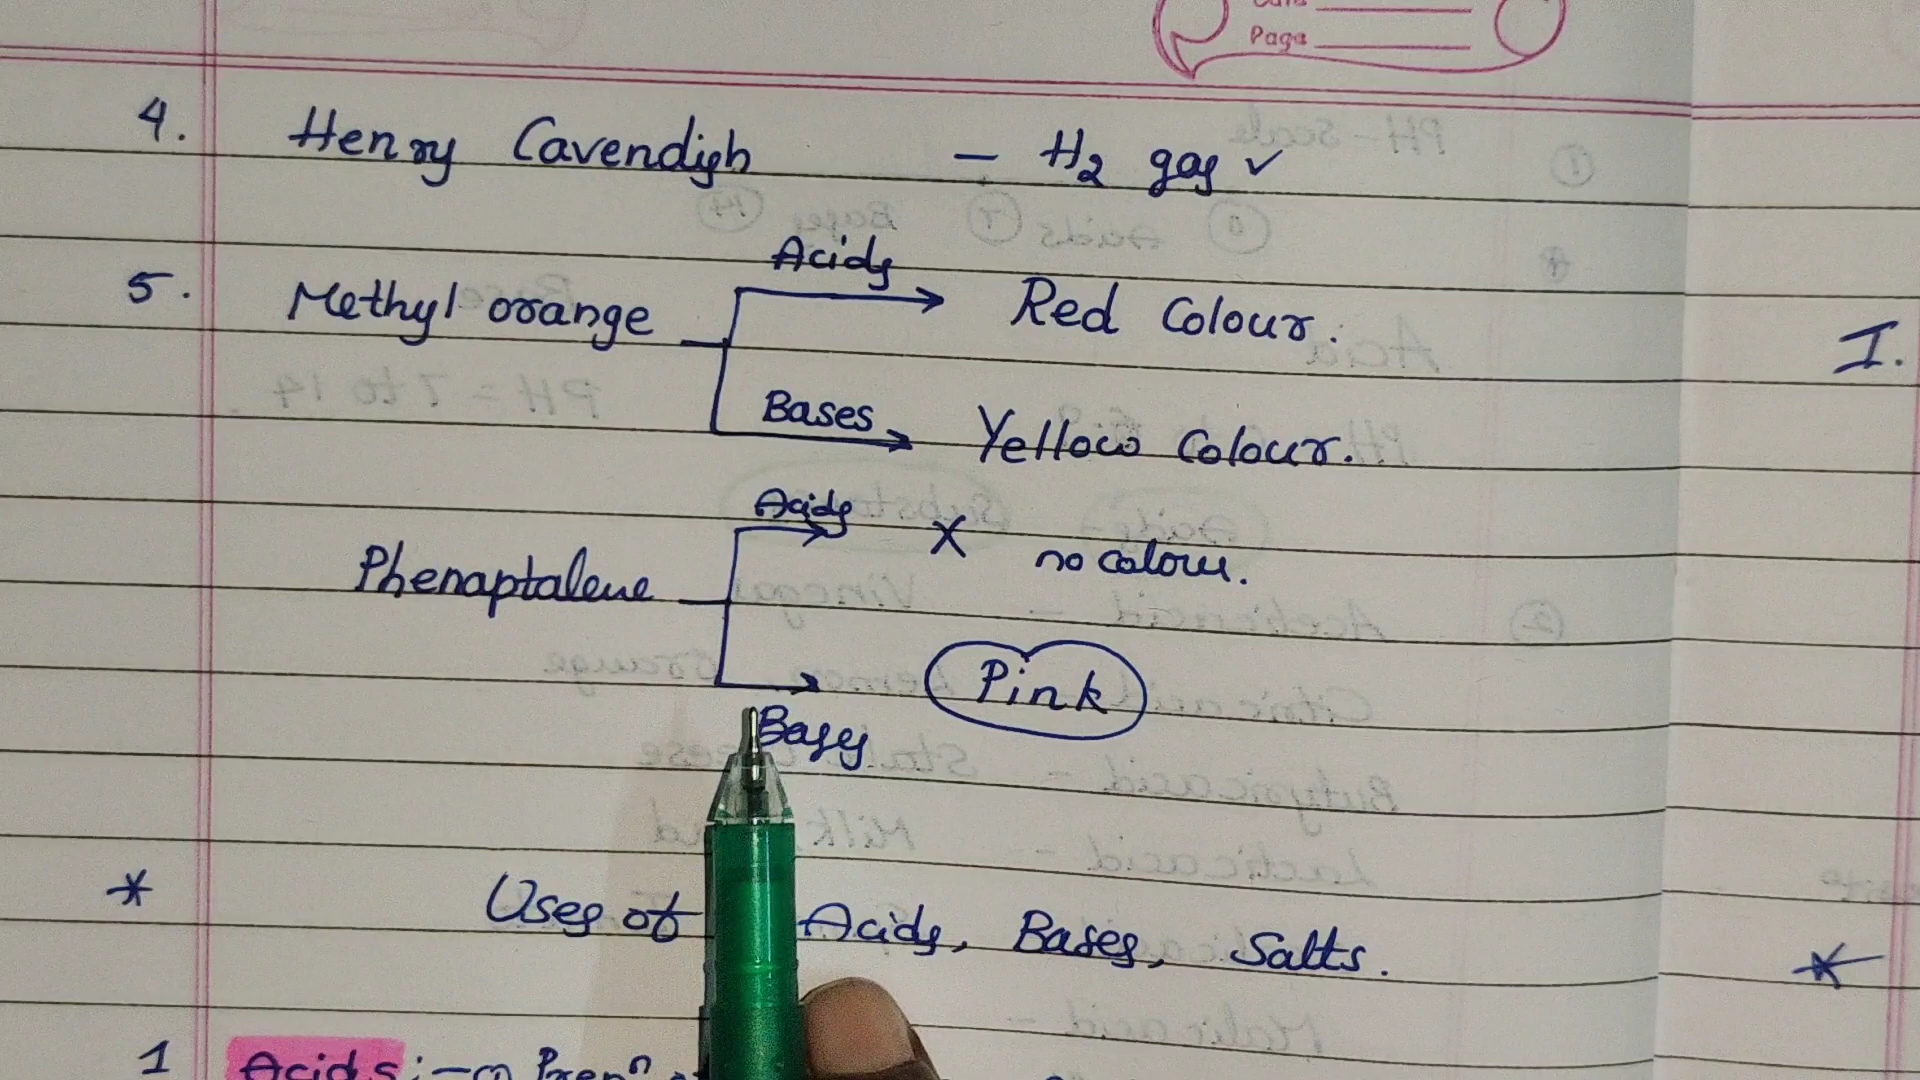 Page
4. Henry Cavendish - H2 gas ✓
5. Methyl orange
Acids → Red Colour.
Bases → Yellow Colour.
Phenaptalene
Acids → X no colour.
Pink
Bases
* Uses of Acids, Bases, Salts.
1 Acids :-
I.
*